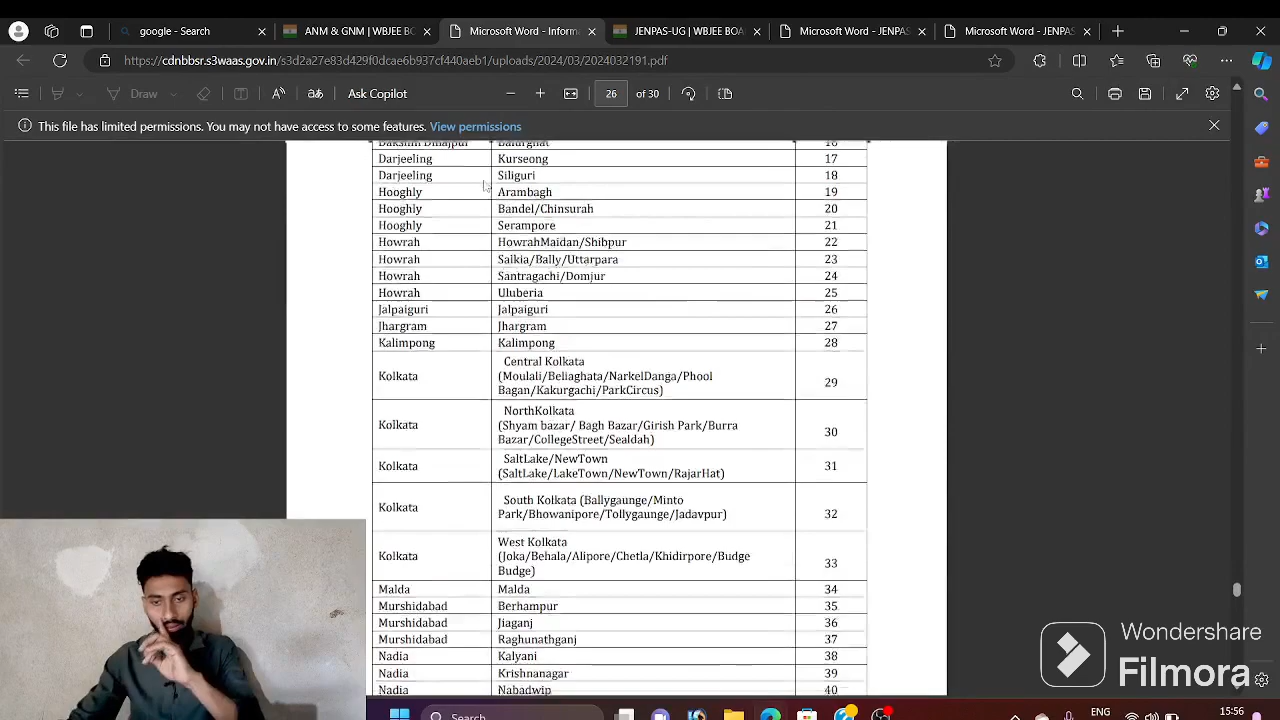 google - Search
ANM & GNM | WBJEE BO
Microsoft Word - Inform
JENPAS-UG | WBJEE BOA
Microsoft Word - JENPAS
Microsoft Word - JENPAS
https://cdnbbsr.s3waas.gov.in/s3d2a27e83d429f0dcae6b937cf440aeb1/uploads/2024/03/2024032191.pdf
Draw
Ask Copilot
26 of 30
This file has limited permissions. You may not have access to some features. View permissions
Dakshin Dinajpur Balurghat 16
Darjeeling Kurseong 17
Darjeeling Siliguri 18
Hooghly Arambagh 19
Hooghly Bandel/Chinsurah 20
Hooghly Serampore 21
Howrah HowrahMaidan/Shibpur 22
Howrah Salkia/Bally/Uttarpara 23
Howrah Santragachi/Domjur 24
Howrah Uluberia 25
Jalpaiguri Jalpaiguri 26
Jhargram Jhargram 27
Kalimpong Kalimpong 28
Central Kolkata
Kolkata (Moulali/Beliaghata/NarkelDanga/Phool 29
Bagan/Kakurgachi/ParkCircus)
NorthKolkata
Kolkata (Shyam bazar/ Bagh Bazar/Girish Park/Burra 30
Bazar/CollegeStreet/Sealdah)
SaltLake/NewTown
Kolkata (SaltLake/LakeTown/NewTown/RajarHat) 31
South Kolkata (Ballygaunge/Minto
Kolkata Park/Bhowanipore/Tollygaunge/Jadavpur) 32
West Kolkata
Kolkata (Joka/Behala/Alipore/Chetla/Khidirpore/Budge 33
Budge)
Malda Malda 34
Murshidabad Berhampur 35
Murshidabad Jiaganj 36
Murshidabad Raghunathganj 37
Nadia Kalyani 38
Nadia Krishnanagar 39
Nadia Nabadwip 40
Wondershare
Filmora
Search
ENG
15:56